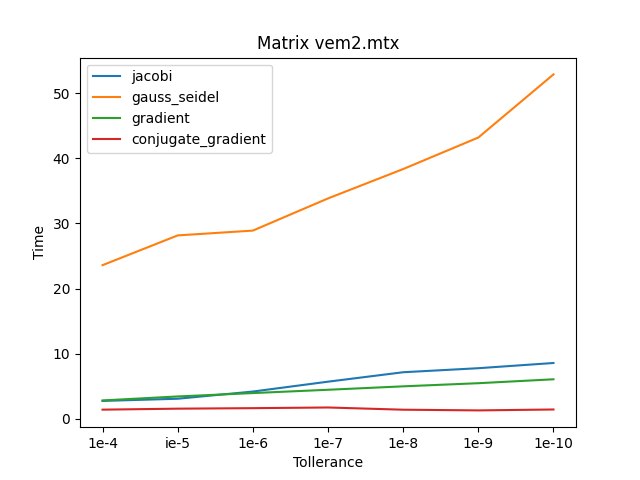 Matrix vem2.mtx
jacobi
gauss_seidel
gradient
conjugate_gradient
50
40
30
20
10
0
Time
1e-4 ie-5 1e-6 1e-7 1e-8 1e-9 1e-10
Tollerance